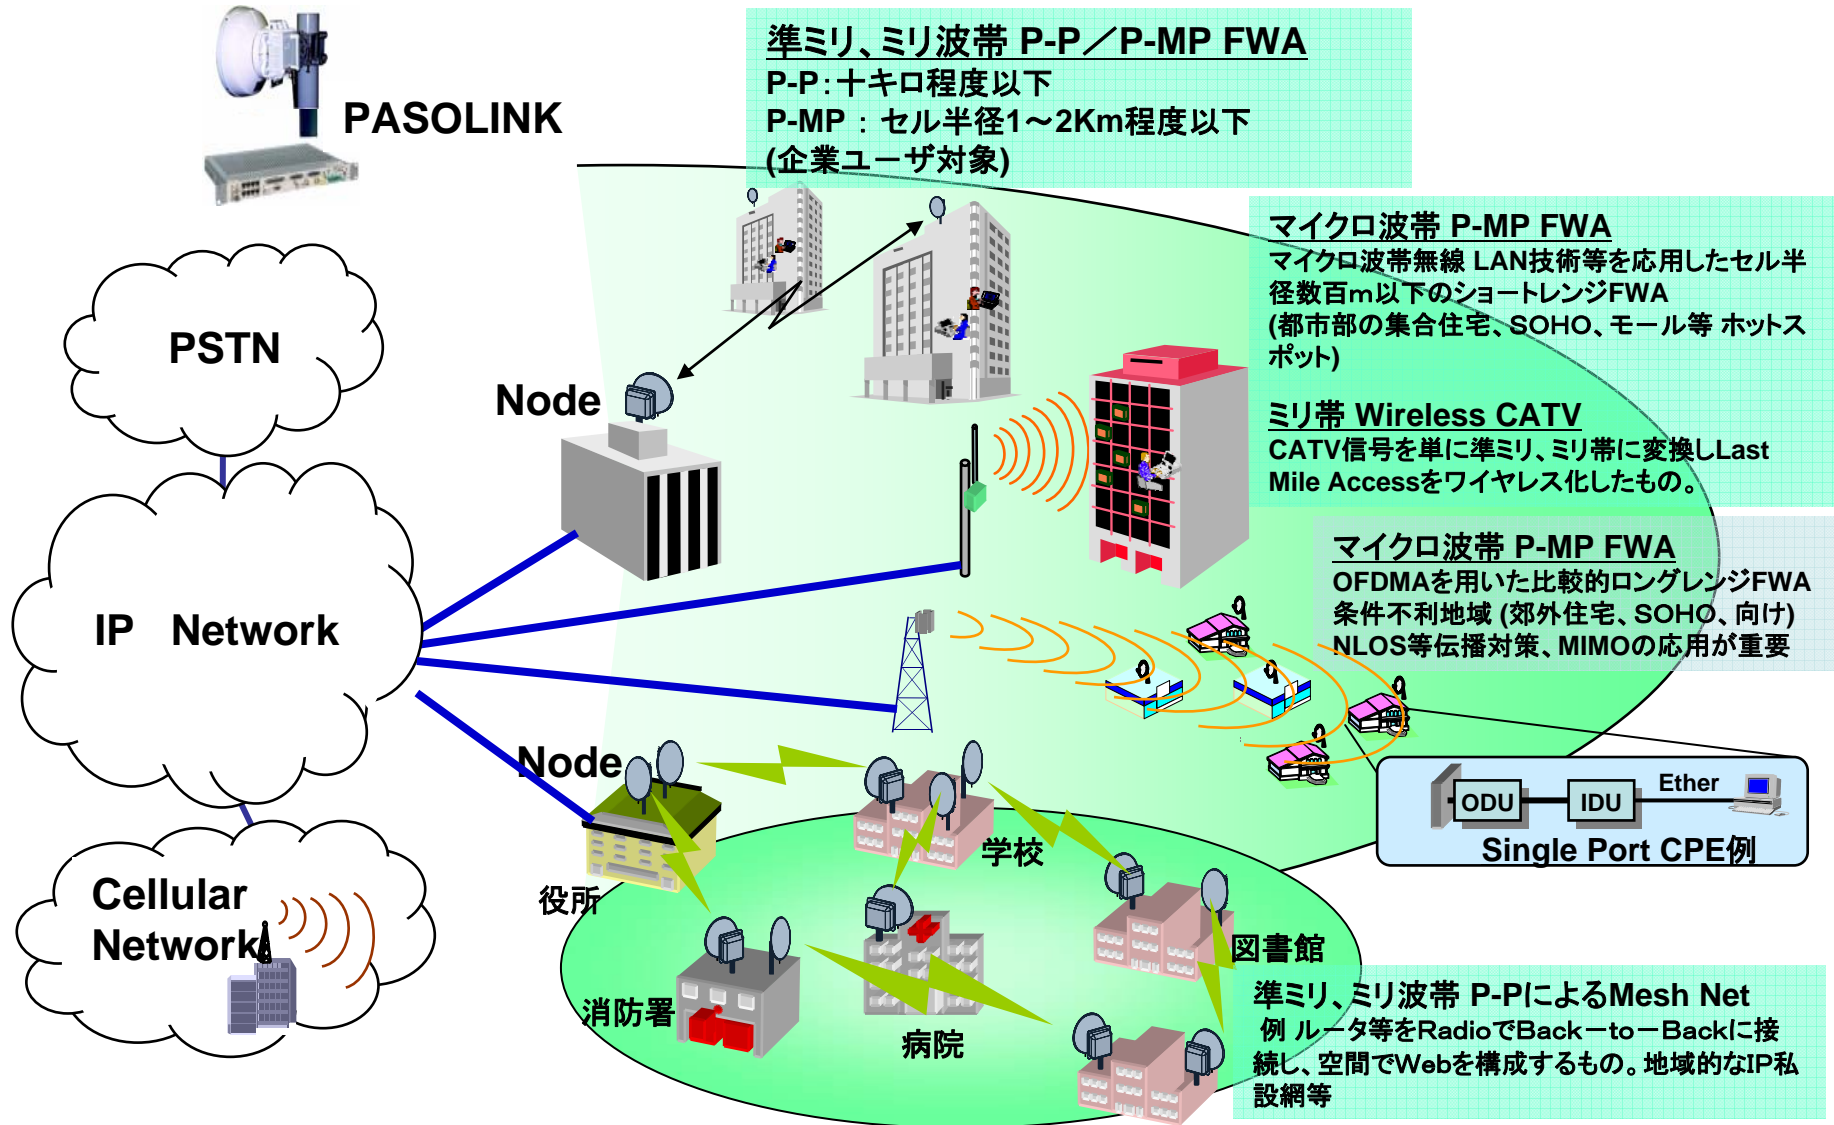 PASOLINK
準ミリ、ミリ波帯 P-P／P-MP FWA
P-P：十キロ程度以下
P-MP ： セル半径1～2Km程度以下
(企業ユーザ対象)
マイクロ波帯 P-MP FWA
マイクロ波帯無線 LAN技術等を応用したセル半
径数百ｍ以下のショートレンジFWA
(都市部の集合住宅、SOHO、モール等 ホットス
ポット)
ミリ帯 Wireless CATV
CATV信号を単に準ミリ、ミリ帯に変換しLast
Mile Accessをワイヤレス化したもの。
マイクロ波帯 P-MP FWA
OFDMAを用いた比較的ロングレンジFWA
条件不利地域 (郊外住宅、SOHO、向け)
NLOS等伝播対策、MIMOの応用が重要
PSTN
Node
IP Network
Node
Cellular
Network
役所
学校
図書館
消防署
病院
ODU
IDU
Ether
Single Port CPE例
準ミリ、ミリ波帯 P-PによるMesh Net
例 ルータ等をRadioでBack－to－Backに接
続し、空間でWebを構成するもの。地域的なIP私
設網等